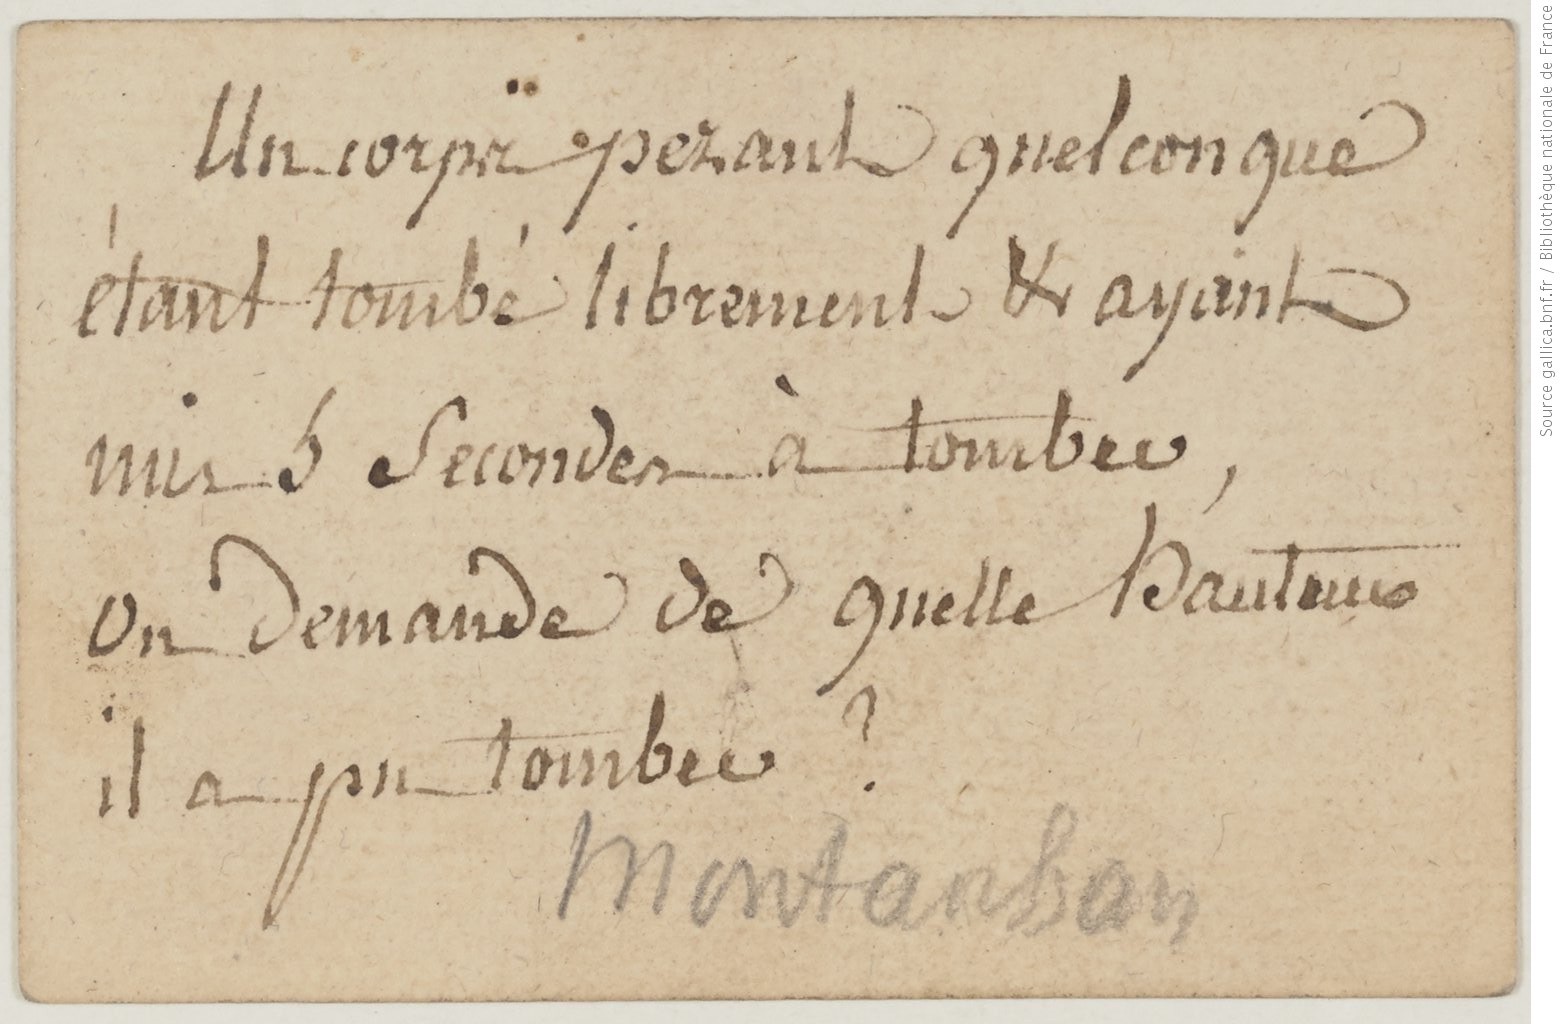 Un corps pezant quelconque
étant tombé librement & ayant
mis 5 Secondes à tomber,
on demande de quelle hauteur
il a pu tomber ?
Montauban
Source gallica.bnf.fr / Bibliothèque nationale de France